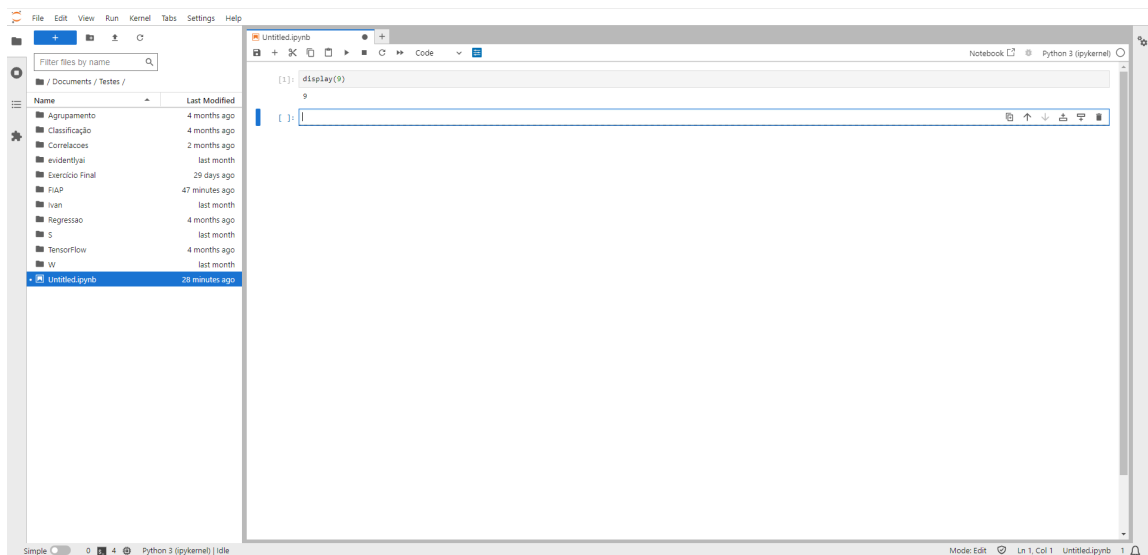 File Edit View Run Kernel Tabs Settings Help
Filter files by name
/ Documents / Testes /
Name Last Modified
Agrupamento 4 months ago
Classificação 4 months ago
Correlacoes 2 months ago
evidentlyai last month
Exercício Final 29 days ago
FIAP 47 minutes ago
Ivan last month
Regressao 4 months ago
S last month
TensorFlow 4 months ago
W last month
Untitled.ipynb 28 minutes ago
Untitled.ipynb
Code
Notebook Python 3 (ipykernel)
[1]: display(9)
9
[ ]:
Simple 0 4 Python 3 (ipykernel) | Idle
Mode: Edit Ln 1, Col 1 Untitled.ipynb 1